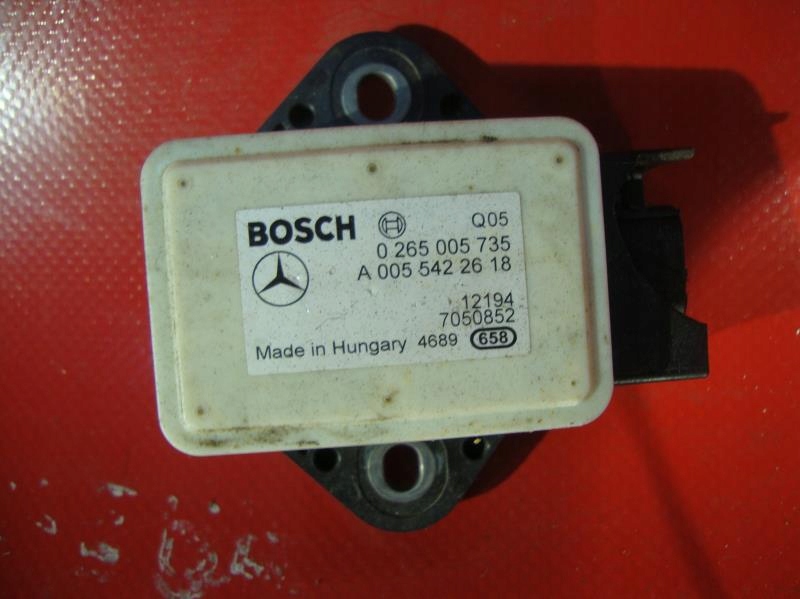 BOSCH Q05
0 265 005 735
A 005 542 26 18
12194
7050852
Made in Hungary 4689 658